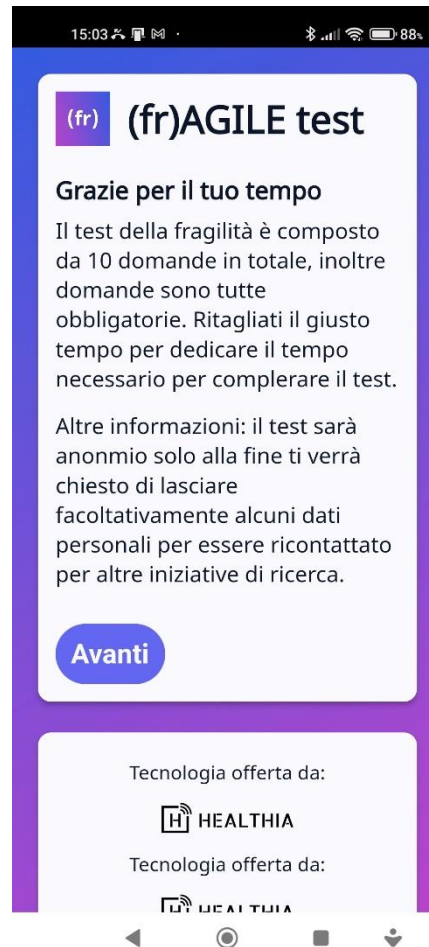 15:03
88%
(fr)
(fr)AGILE test
Grazie per il tuo tempo
Il test della fragilità è composto
da 10 domande in totale, inoltre
domande sono tutte
obbligatorie. Ritagliati il giusto
tempo per dedicare il tempo
necessario per complerare il test.
Altre informazioni: il test sarà
anonmio solo alla fine ti verrà
chiesto di lasciare
facoltativamente alcuni dati
personali per essere ricontattato
per altre iniziative di ricerca.
Avanti
Tecnologia offerta da:
H HEALTHIA
Tecnologia offerta da:
H HEALTHIA